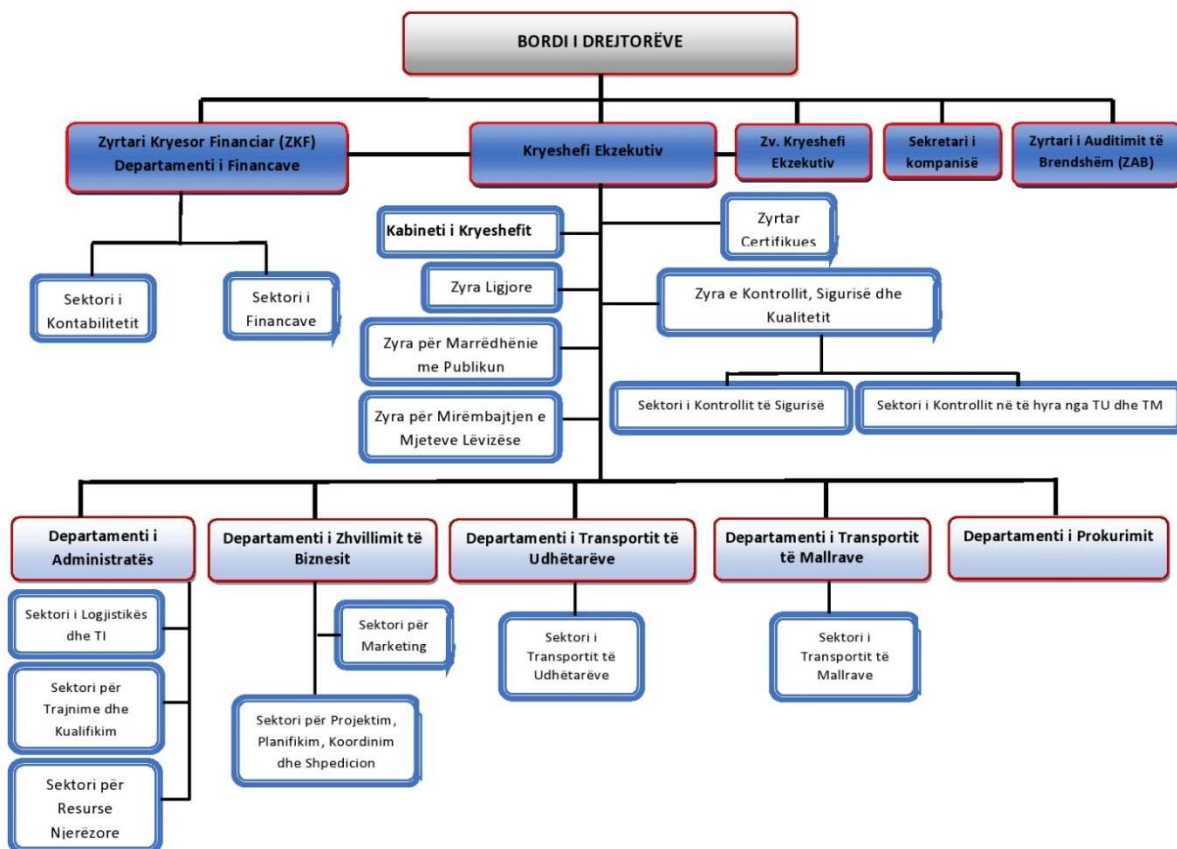 BORDI I DREJTORËVE
Zyrtari Kryesor Financiar (ZKF)
Departamenti i Financave
Kryeshefi Ekzekutiv
Zv. Kryeshefi
Ekzekutiv
Sekretari i
kompanisë
Zyrtari i Auditimit të
Brendshëm (ZAB)
Kabineti i Kryeshefit
Zyrtar
Certifikues
Sektori i
Kontabilitetit
Sektori i
Financave
Zyra Ligjore
Zyra e Kontrollit, Sigurisë dhe
Kualitetit
Zyra për Marrëdhënie
me Publikun
Sektori i Kontrollit të Sigurisë
Sektori i Kontrollit në të hyra nga TU dhe TM
Zyra për Mirëmbajtjen e
Mjeteve Lëvizëse
Departamenti i
Administratës
Departamenti i Zhvillimit të
Biznesit
Departamenti i Transportit të
Udhëtarëve
Departamenti i Transportit
të Mallrave
Departamenti i Prokurimit
Sektori i Logjistikës
dhe TI
Sektori për
Marketing
Sektori i
Transportit të
Udhëtarëve
Sektori i
Transportit të
Mallrave
Sektori për
Trajnime dhe
Kualifikim
Sektori për Projektim,
Planifikim, Koordinim
dhe Shpedicion
Sektori për
Resurse
Njerëzore